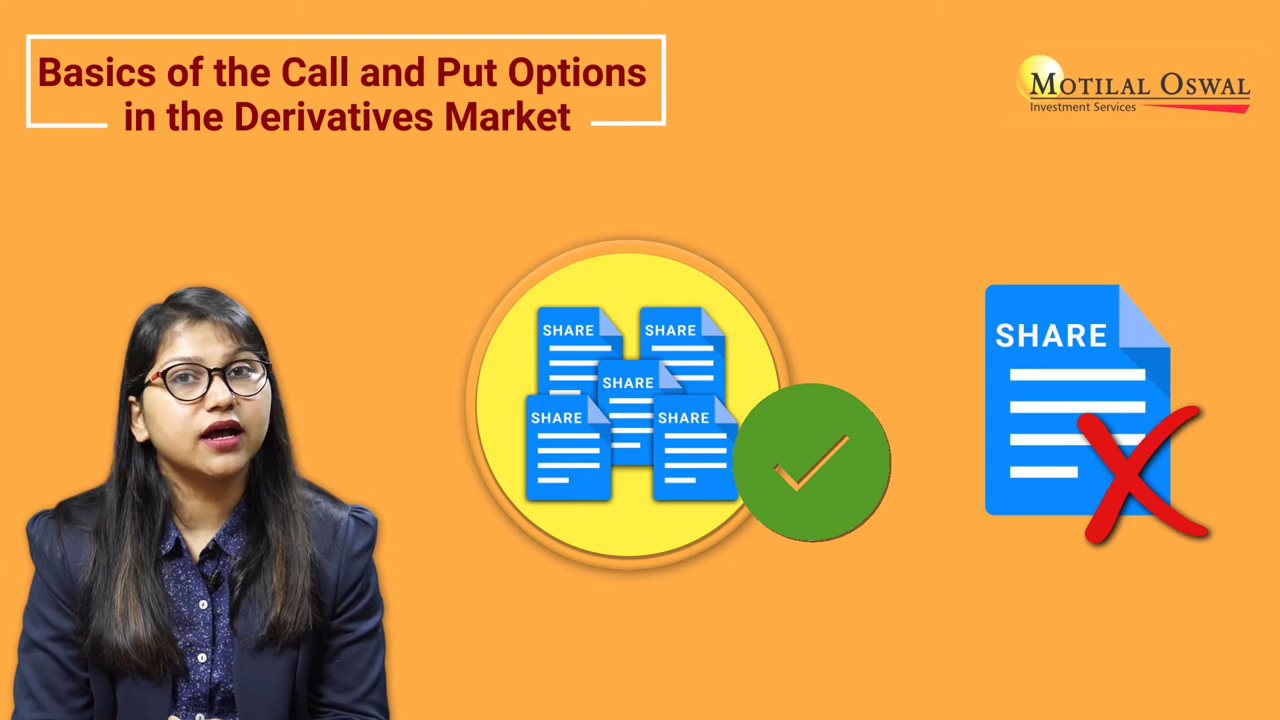 Basics of the Call and Put Options
in the Derivatives Market
MOTILAL OSWAL
Investment Services
SHARE
SHARE
SHARE
SHARE
SHARE
SHARE